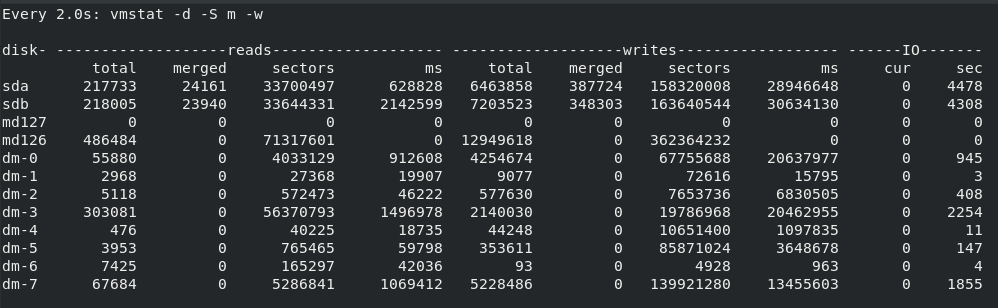 Every 2.0s: vmstat -d -S m -w
disk- -------------------reads------------------- -------------------writes------------------ ------IO-------
total merged sectors ms total merged sectors ms cur sec
sda 217733 24161 33700497 628828 6463858 387724 158320008 28946648 0 4478
sdb 218005 23940 33644331 2142599 7203523 348303 163640544 30634130 0 4308
md127 0 0 0 0 0 0 0 0 0 0
md126 486484 0 71317601 0 12949618 0 362364232 0 0 0
dm-0 55880 0 4033129 912608 4254674 0 67755688 20637977 0 945
dm-1 2968 0 27368 19907 9077 0 72616 15795 0 3
dm-2 5118 0 572473 46222 577630 0 7653736 6830505 0 408
dm-3 303081 0 56370793 1496978 2140030 0 19786968 20462955 0 2254
dm-4 476 0 40225 18735 44248 0 10651400 1097835 0 11
dm-5 3953 0 765465 59798 353611 0 85871024 3648678 0 147
dm-6 7425 0 165297 42036 93 0 4928 963 0 4
dm-7 67684 0 5286841 1069412 5228486 0 139921280 13455603 0 1855